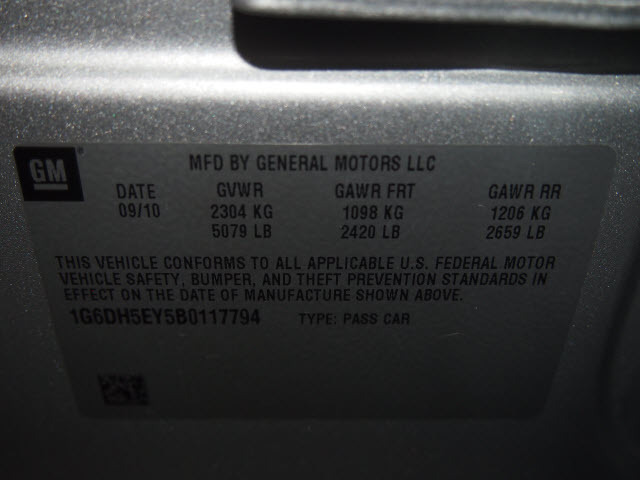 GM ®
MFD BY GENERAL MOTORS LLC
DATE GVWR GAWR FRT GAWR RR
09/10 2304 KG 1098 KG 1206 KG
5079 LB 2420 LB 2659 LB
THIS VEHICLE CONFORMS TO ALL APPLICABLE U.S. FEDERAL MOTOR
VEHICLE SAFETY, BUMPER, AND THEFT PREVENTION STANDARDS IN
EFFECT ON THE DATE OF MANUFACTURE SHOWN ABOVE.
1G6DH5EY5B0117794 TYPE: PASS CAR